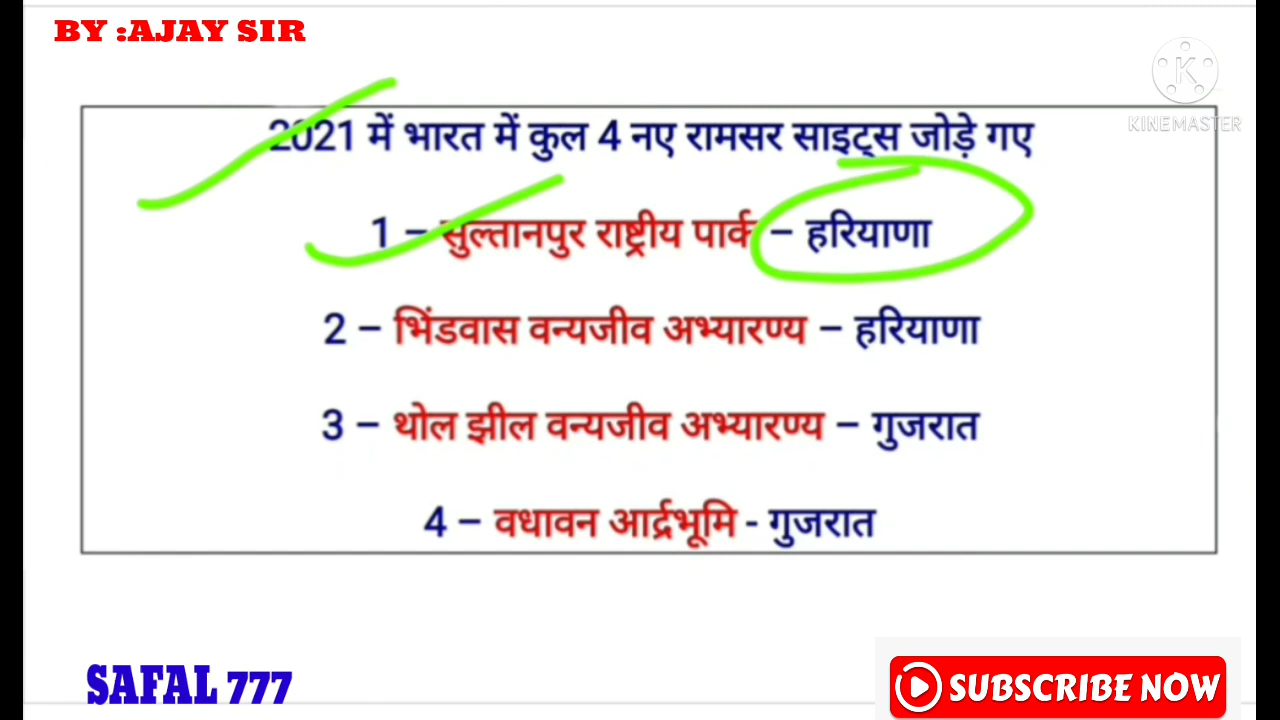 BY :AJAY SIR
KINEMASTER
2021 में भारत में कुल 4 नए रामसर साइट्स जोड़े गए
1 – सुल्तानपुर राष्ट्रीय पार्क – हरियाणा
2 – भिंडवास वन्यजीव अभ्यारण्य – हरियाणा
3 – थोल झील वन्यजीव अभ्यारण्य – गुजरात
4 – वधावन आर्द्रभूमि - गुजरात
SAFAL 777
SUBSCRIBE NOW